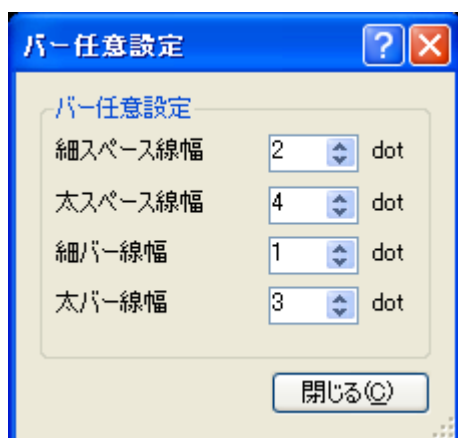 バー任意設定
バー任意設定
細スペース線幅 2 dot
太スペース線幅 4 dot
細バー線幅 1 dot
太バー線幅 3 dot
閉じる(C)